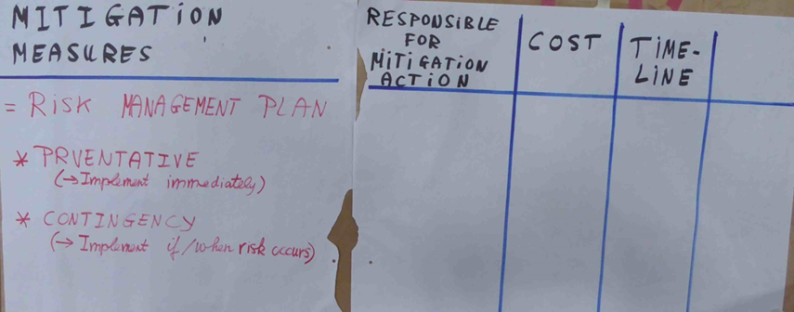 MITIGATION
MEASURES
= RISK MANAGEMENT PLAN
* PRVENTATIVE
(→ Implement immediately)
* CONTINGENCY
(→ Implement if/when risk occurs)
RESPONSIBLE
FOR
MITIGATION
ACTION
COST
TIME-
LINE